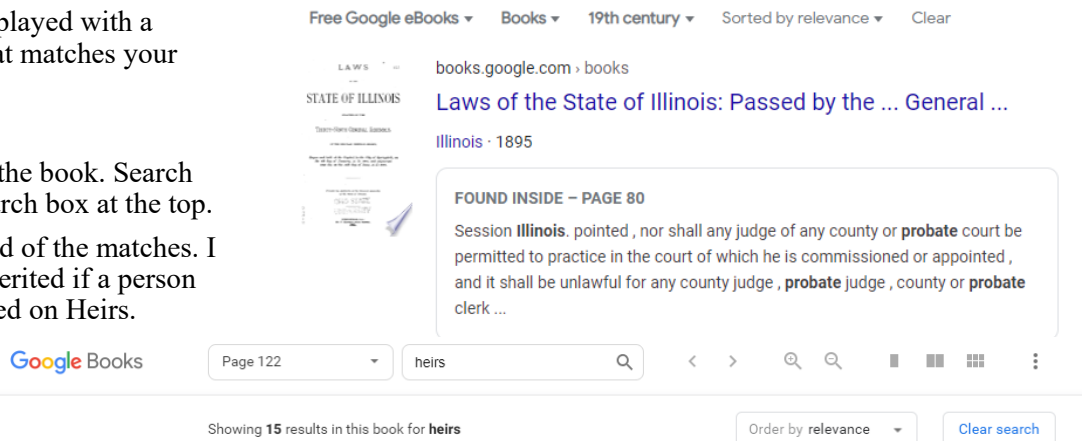 played with a
at matches your
the book. Search
rch box at the top.
d of the matches. I
erited if a person
ed on Heirs.
Free Google eBooks Books 19th century Sorted by relevance Clear
LAWS
STATE OF ILLINOIS
books.google.com › books
Laws of the State of Illinois: Passed by the ... General ...
Illinois · 1895
FOUND INSIDE – PAGE 80
Session Illinois. pointed , nor shall any judge of any county or probate court be
permitted to practice in the court of which he is commissioned or appointed ,
and it shall be unlawful for any county judge , probate judge , county or probate
clerk ...
Google Books Page 122 heirs
Showing 15 results in this book for heirs Order by relevance Clear search